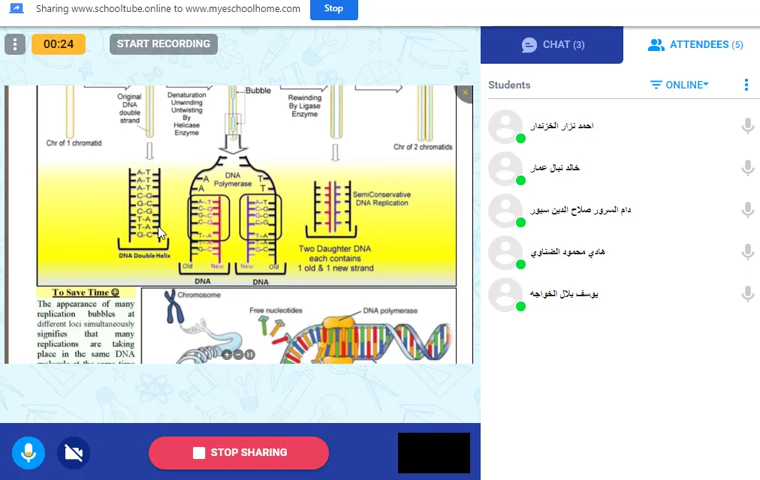 Sharing www.schooltube.online to www.myeschoolhome.com
Stop
00:24
START RECORDING
CHAT (3)
ATTENDEES (5)
Students
ONLINE
احمد نزار الخزندار
خالد نبال عمار
دام السرور صلاح الدين سيور
هادي محمود الضناوي
يوسف بلال الخواجه
Original
DNA
double
strand
Denaturation
Unwinding
Untwisting
By
Helicase
Enzyme
Bubble
Rewinding
By Ligase
Enzyme
Chr of 1 chromatid
Chr of 2 chromatids
DNA
Polymerase
A
A
T
T
A-T
A-T
A-T
C-G
C-G
C-G
T-A
T-A
G-C
SemiConservative
DNA Replication
DNA Double Helix
Old
New
New
Old
DNA
DNA
Two Daughter DNA
each contains
1 old & 1 new strand
To Save Time ☺
The appearance of many
replication bubbles at
different loci simultaneously
signifies that many
replications are taking
place in the same DNA
molecule at the same time
Chromosome
Free nucleotides
DNA polymerase
STOP SHARING